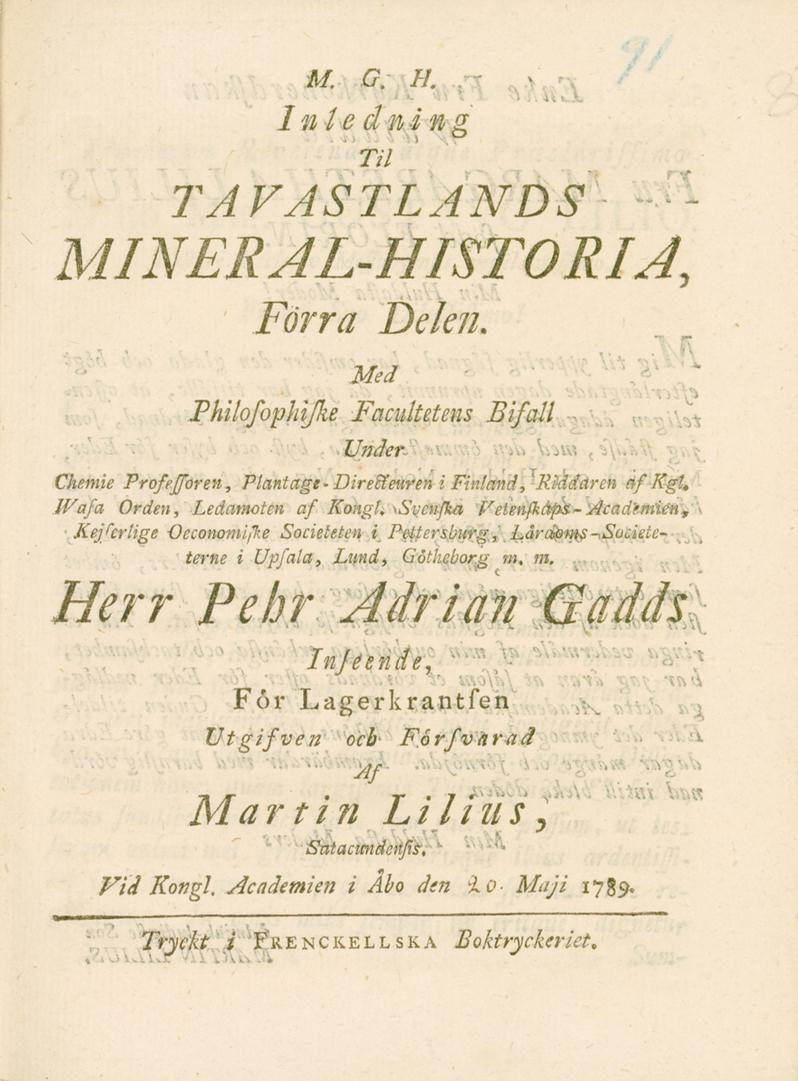 91
M. G. H.
Inledning
Til
TAVASTLANDS
MINERAL-HISTORIA,
Förra Delen.
Med
Philoſophiſke Facultetens Bifall
Under
Chemie Profeſſoren, Plantage-Directeuren i Finland, Riddaren af Kgl.
Waſa Orden, Ledamoten af Kongl. Svenſka Vetenſkaps-Academien,
Kejſerlige Oeconomiſke Societeten i Pettersburg, Lårdoms-Societe-
terne i Upſala, Lund, Götheborg m. m.
Herr Pehr Adrian Gadds
Inſeende,
För Lagerkrantſen
Utgifven och Förſvarad
Af
Martin Lilius,
Satacundenſis.
Vid Kongl. Academien i Åbo den 20. Maji 1789.
Tryckt i FRENCKELLSKA Boktryckeriet.